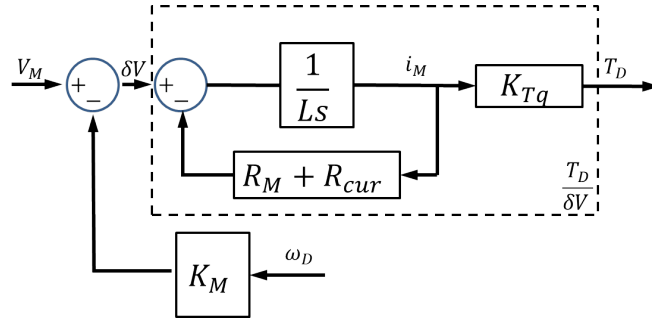 V_M
+
−
δV
+
−
1
Ls
i_M
K_Tq
T_D
R_M + R_cur
T_D
δV
K_M
ω_D